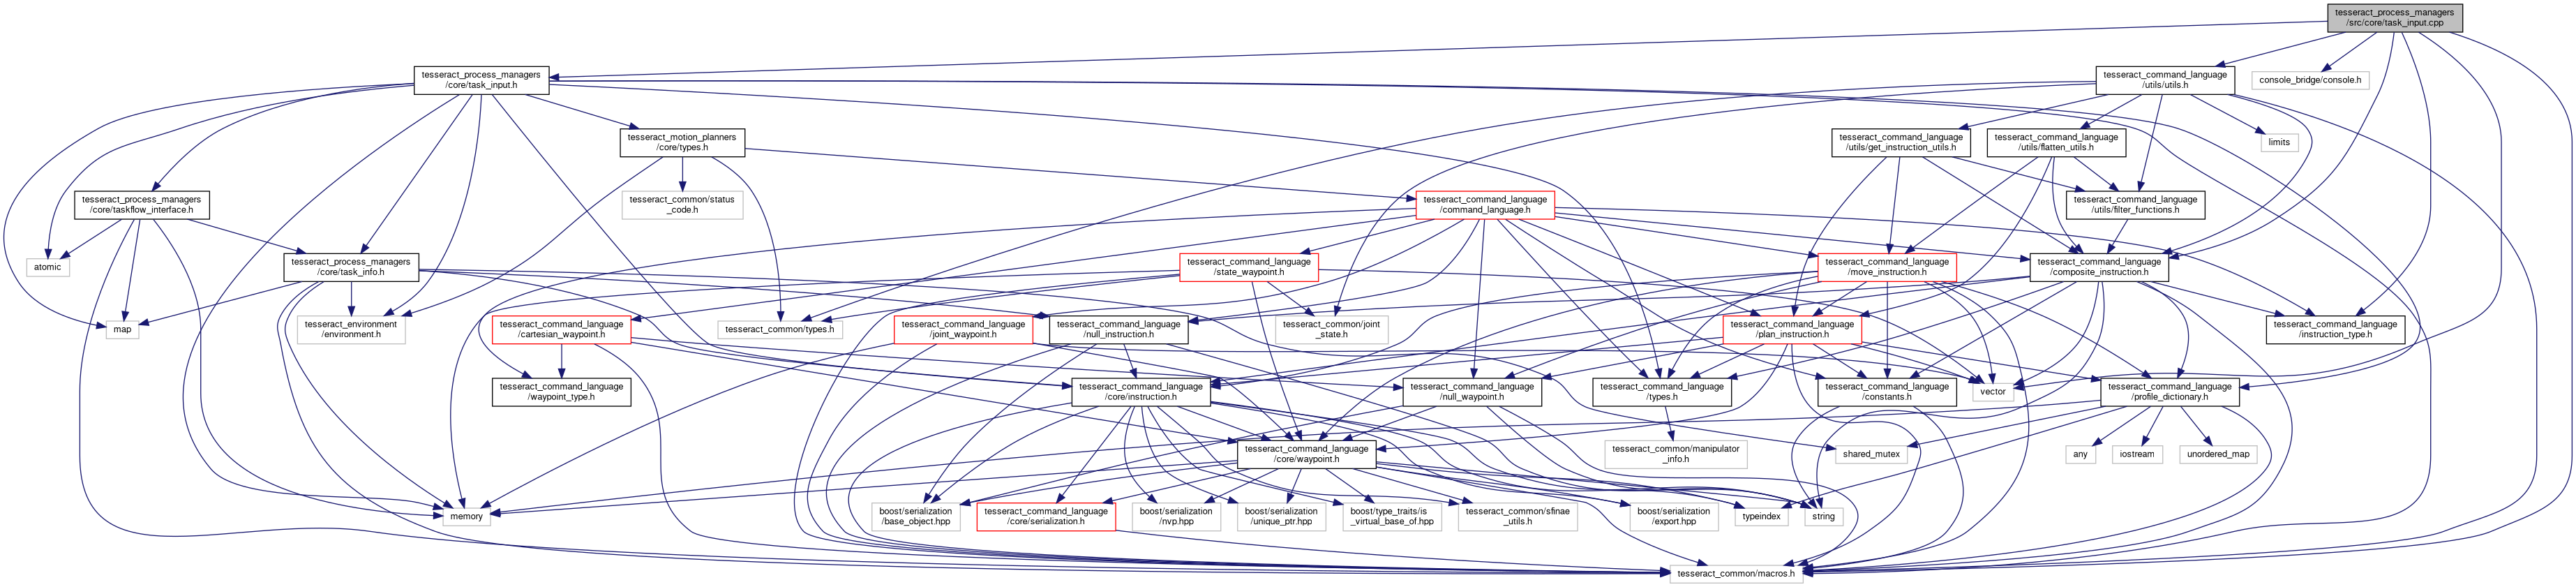 tesseract_process_managers
/src/core/task_input.cpp
tesseract_process_managers
/core/task_input.h
tesseract_command_language
/utils/utils.h
console_bridge/console.h
tesseract_motion_planners
/core/types.h
tesseract_command_language
/utils/get_instruction_utils.h
tesseract_command_language
/utils/flatten_utils.h
limits
tesseract_process_managers
/core/taskflow_interface.h
tesseract_common/status
_code.h
tesseract_command_language
/command_language.h
tesseract_command_language
/utils/filter_functions.h
atomic
tesseract_process_managers
/core/task_info.h
tesseract_command_language
/state_waypoint.h
tesseract_command_language
/move_instruction.h
tesseract_command_language
/composite_instruction.h
map
tesseract_environment
/environment.h
tesseract_command_language
/cartesian_waypoint.h
tesseract_common/types.h
tesseract_command_language
/joint_waypoint.h
tesseract_command_language
/null_instruction.h
tesseract_common/joint
_state.h
tesseract_command_language
/plan_instruction.h
tesseract_command_language
/instruction_type.h
tesseract_command_language
/waypoint_type.h
tesseract_command_language
/core/instruction.h
tesseract_command_language
/null_waypoint.h
tesseract_command_language
/types.h
tesseract_command_language
/constants.h
vector
tesseract_command_language
/profile_dictionary.h
tesseract_command_language
/core/waypoint.h
tesseract_common/manipulator
_info.h
shared_mutex
any
iostream
unordered_map
memory
boost/serialization
/base_object.hpp
tesseract_command_language
/core/serialization.h
boost/serialization
/nvp.hpp
boost/serialization
/unique_ptr.hpp
boost/type_traits/is
_virtual_base_of.hpp
tesseract_common/sfinae
_utils.h
boost/serialization
/export.hpp
typeindex
string
tesseract_common/macros.h